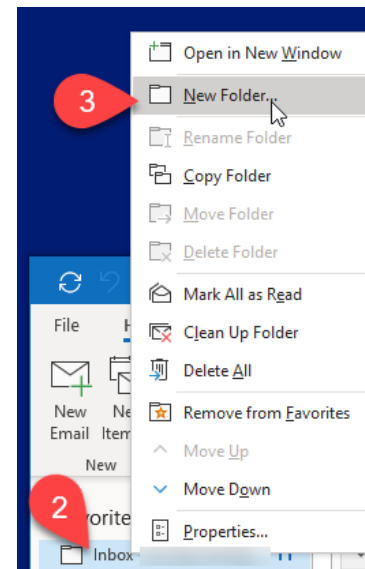 Open in New Window
3
New Folder...
Rename Folder
Copy Folder
Move Folder
Delete Folder
Mark All as Read
File
Clean Up Folder
Delete All
New
Email Item
Remove from Favorites
New
Move Up
Move Down
2
Properties...
Inbox